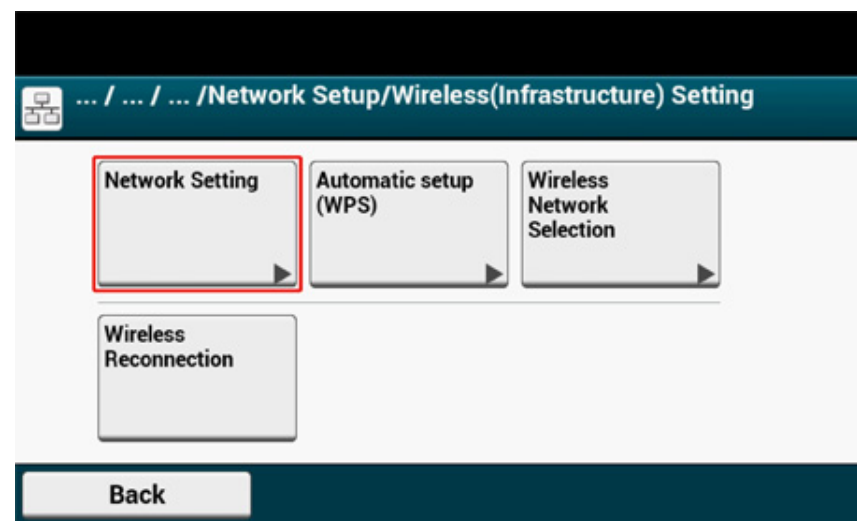 ... / ... / ... /Network Setup/Wireless(Infrastructure) Setting
Network Setting
Automatic setup
(WPS)
Wireless
Network
Selection
Wireless
Reconnection
Back